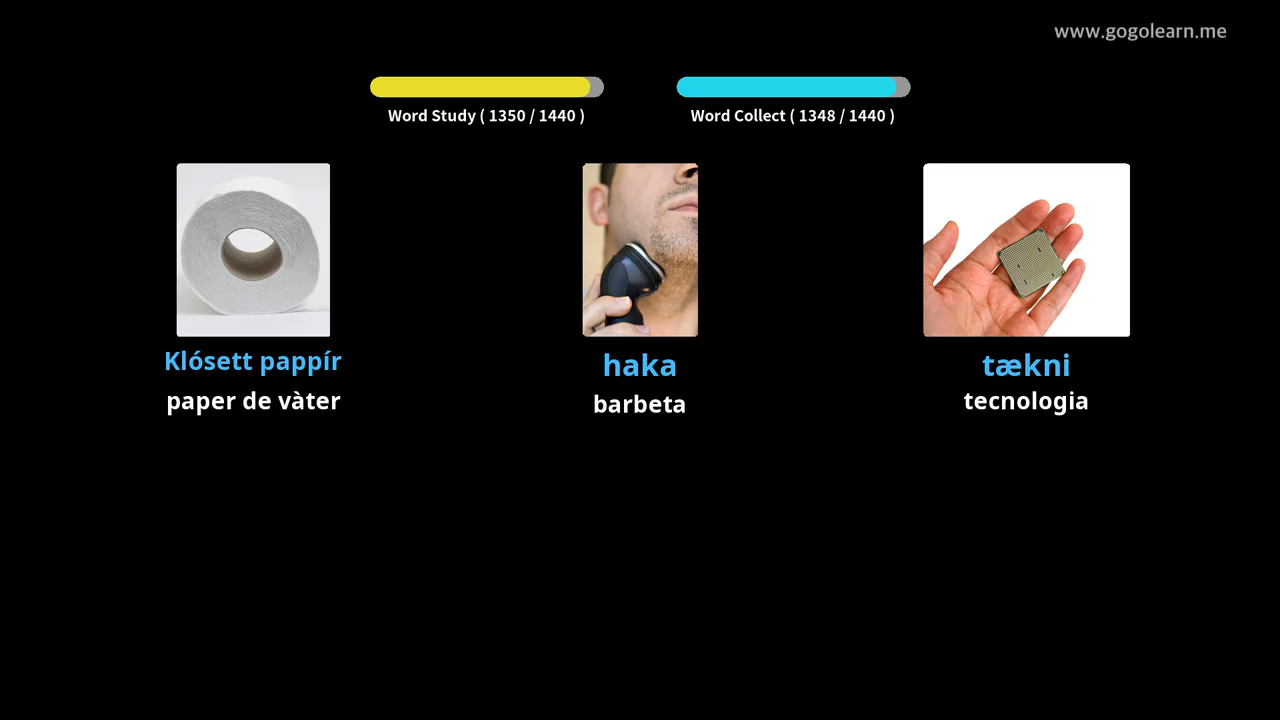 www.gogolearn.me
Word Study ( 1350 / 1440 )
Word Collect ( 1348 / 1440 )
Klósett pappír
haka
tækni
paper de vàter
barbeta
tecnologia